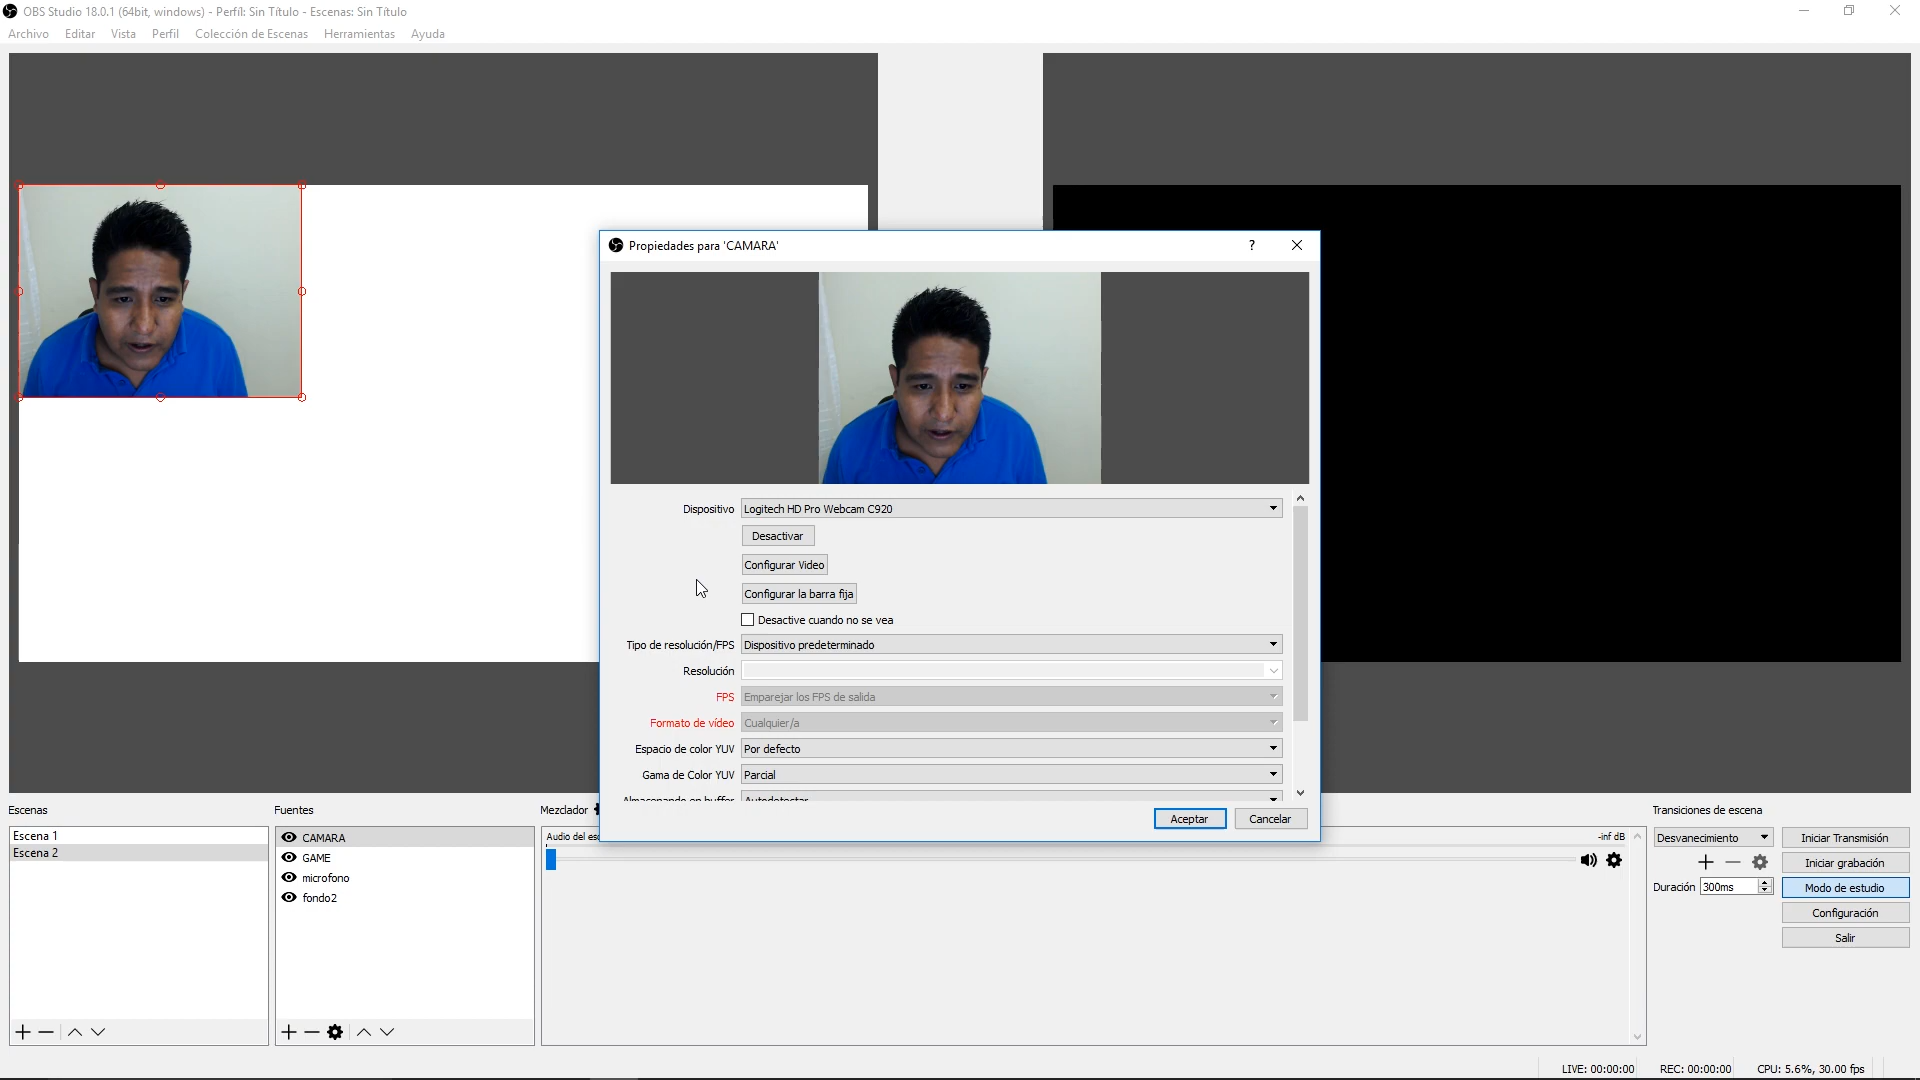 OBS Studio 18.0.1 (64bit, windows) - Perfil: Sin Título - Escenas: Sin Título
Archivo Editar Vista Perfil Colección de Escenas Herramientas Ayuda
Propiedades para 'CAMARA'
?
Dispositivo Logitech HD Pro Webcam C920
Desactivar
Configurar Video
Configurar la barra fija
Desactive cuando no se vea
Tipo de resolución/FPS Dispositivo predeterminado
Resolución
FPS Emparejar los FPS de salida
Formato de vídeo Cualquier/a
Espacio de color YUV Por defecto
Gama de Color YUV Parcial
Almacenando en buffer Autodetectar
Aceptar Cancelar
Escenas
Escena 1
Escena 2
Fuentes
CAMARA
GAME
microfono
fondo2
Mezclador
Audio del esc
-inf dB
Transiciones de escena
Desvanecimiento
Duración 300ms
Iniciar Transmisión
Iniciar grabación
Modo de estudio
Configuración
Salir
LIVE: 00:00:00 REC: 00:00:00 CPU: 5.6%, 30.00 fps